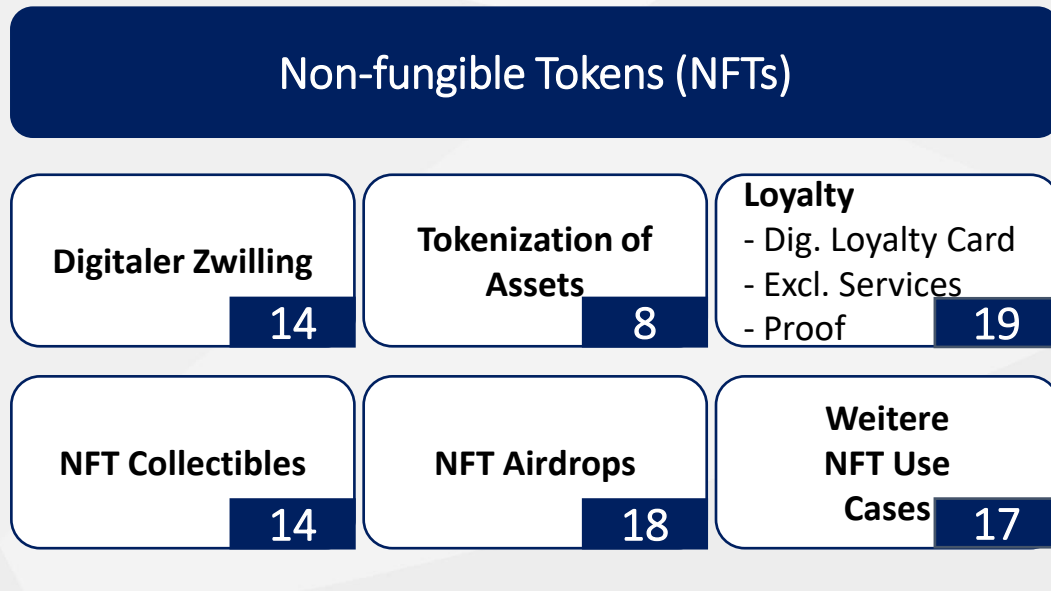 Non-fungible Tokens (NFTs)
Digitaler Zwilling
14
Tokenization of
Assets
8
Loyalty
- Dig. Loyalty Card
- Excl. Services
- Proof
19
NFT Collectibles
14
NFT Airdrops
18
Weitere
NFT Use
Cases
17